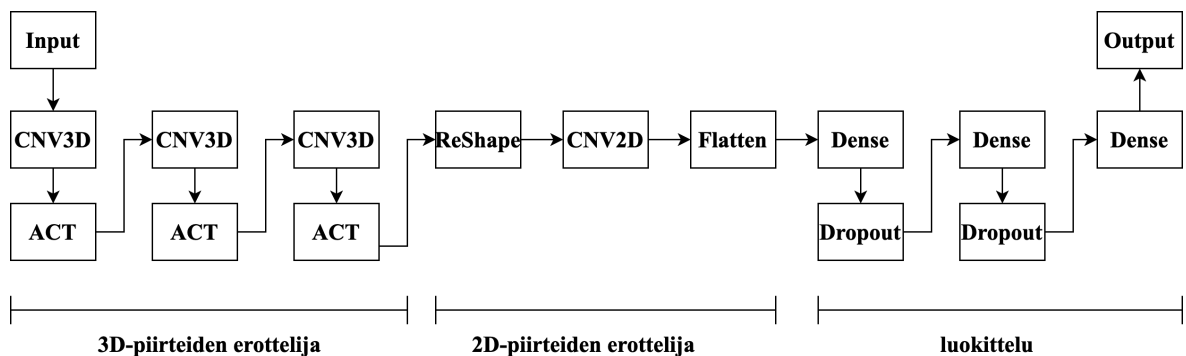 Input
Output
CNV3D
CNV3D
CNV3D
ReShape
CNV2D
Flatten
Dense
Dense
Dense
ACT
ACT
ACT
Dropout
Dropout
3D-piirteiden erottelija
2D-piirteiden erottelija
luokittelu